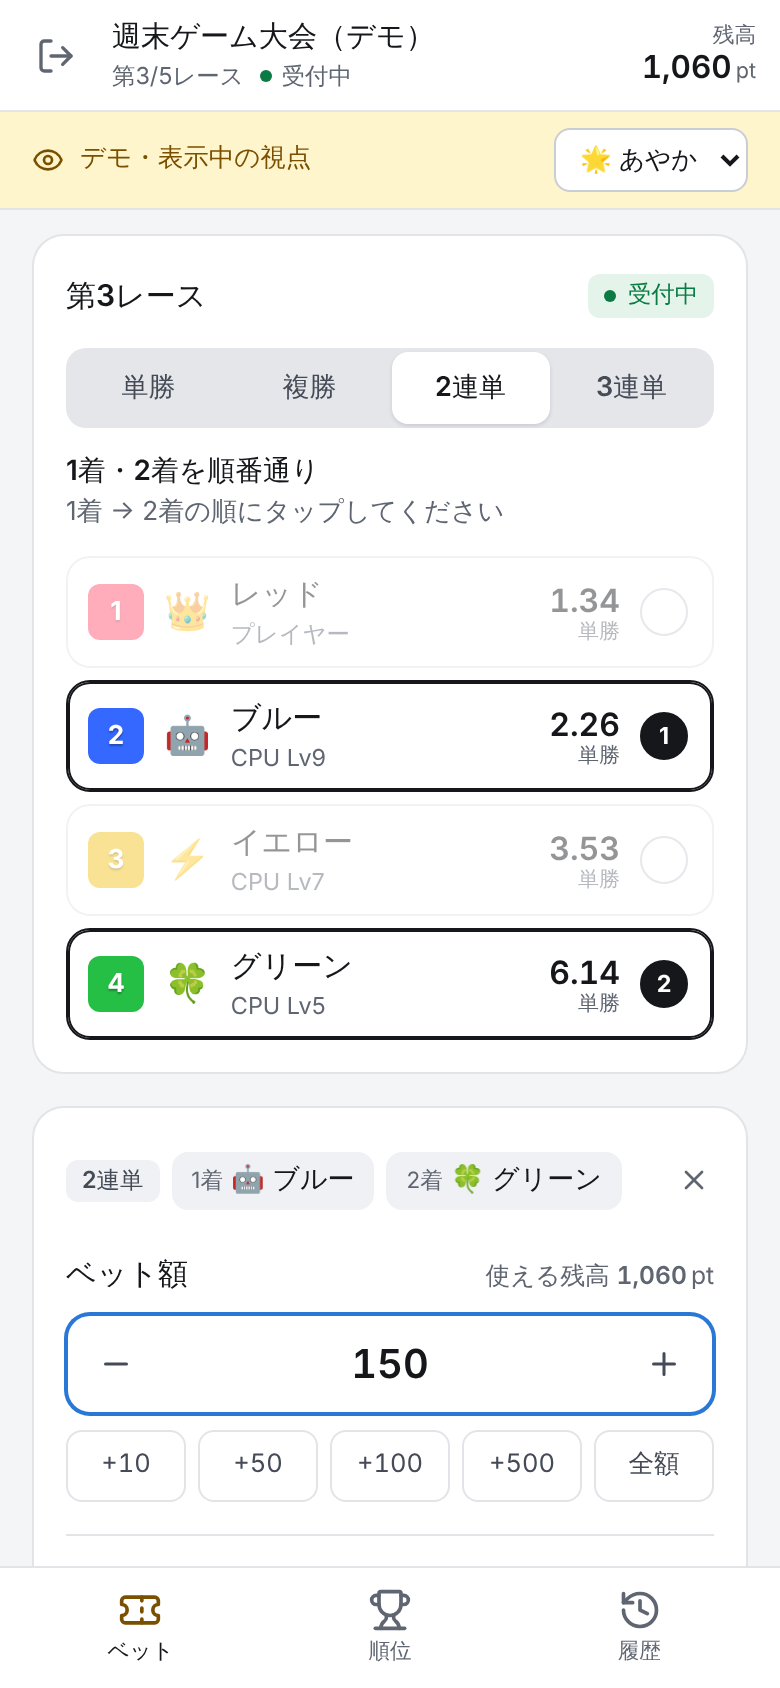 週末ゲーム大会（デモ）
第3/5レース ● 受付中
残高
1,060 pt
デモ・表示中の視点
🌟 あやか
第3レース
● 受付中
単勝
複勝
2連単
3連単
1着・2着を順番通り
1着 → 2着の順にタップしてください
1 👑 レッド
プレイヤー
1.34
単勝
2 🤖 ブルー
CPU Lv9
2.26
単勝
1
3 ⚡ イエロー
CPU Lv7
3.53
単勝
4 🍀 グリーン
CPU Lv5
6.14
単勝
2
2連単
1着 🤖 ブルー
2着 🍀 グリーン
×
ベット額
使える残高 1,060 pt
− 150 +
+10
+50
+100
+500
全額
ベット
順位
履歴